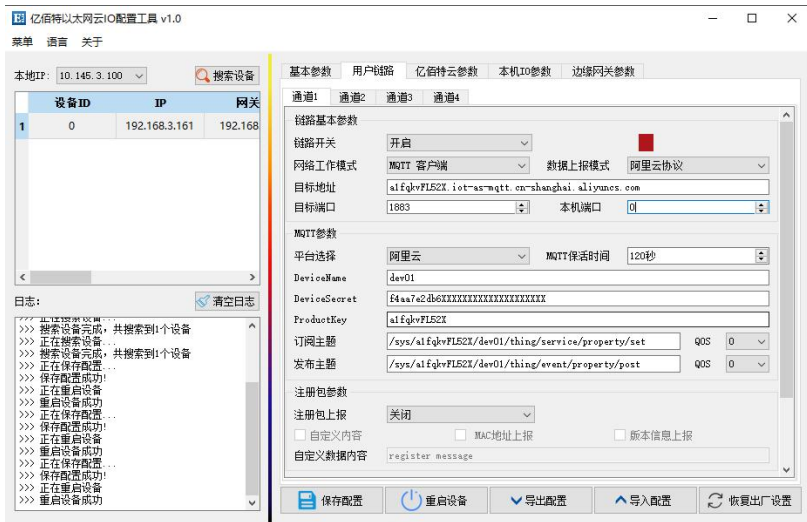 亿佰特以太网云IO配置工具 v1.0
菜单 语言 关于
本地IP: 10.145.3.100 搜索设备
设备ID IP 网关
1 0 192.168.3.161 192.168
日志: 清空日志
>>> 正在搜索设备...
>>> 搜索设备完成，共搜索到1个设备
>>> 正在搜索设备...
>>> 搜索设备完成，共搜索到1个设备
>>> 正在保存配置...
>>> 保存配置成功!
>>> 正在重启设备
>>> 重启设备成功
>>> 正在保存配置...
>>> 保存配置成功!
>>> 正在重启设备
>>> 重启设备成功
>>> 正在保存配置...
>>> 保存配置成功!
>>> 正在重启设备
>>> 重启设备成功
基本参数 用户链路 亿佰特云参数 本机IO参数 边缘网关参数
通道1 通道2 通道3 通道4
链路基本参数
链路开关 开启
网络工作模式 MQTT 客户端 数据上报模式 阿里云协议
目标地址 a1fqkvFL52X.iot-as-mqtt.cn-shanghai.aliyuncs.com
目标端口 1883 本机端口 0
MQTT参数
平台选择 阿里云 MQTT保活时间 120秒
DeviceName dev01
DeviceSecret f4aa7e2db6XXXXXXXXXXXXXXXXXXXXXX
ProductKey a1fqkvFL52X
订阅主题 /sys/a1fqkvFL52X/dev01/thing/service/property/set QOS 0
发布主题 /sys/a1fqkvFL52X/dev01/thing/event/property/post QOS 0
注册包参数
注册包上报 关闭
自定义内容 MAC地址上报 版本信息上报
自定义数据内容 register message
保存配置 重启设备 导出配置 导入配置 恢复出厂设置